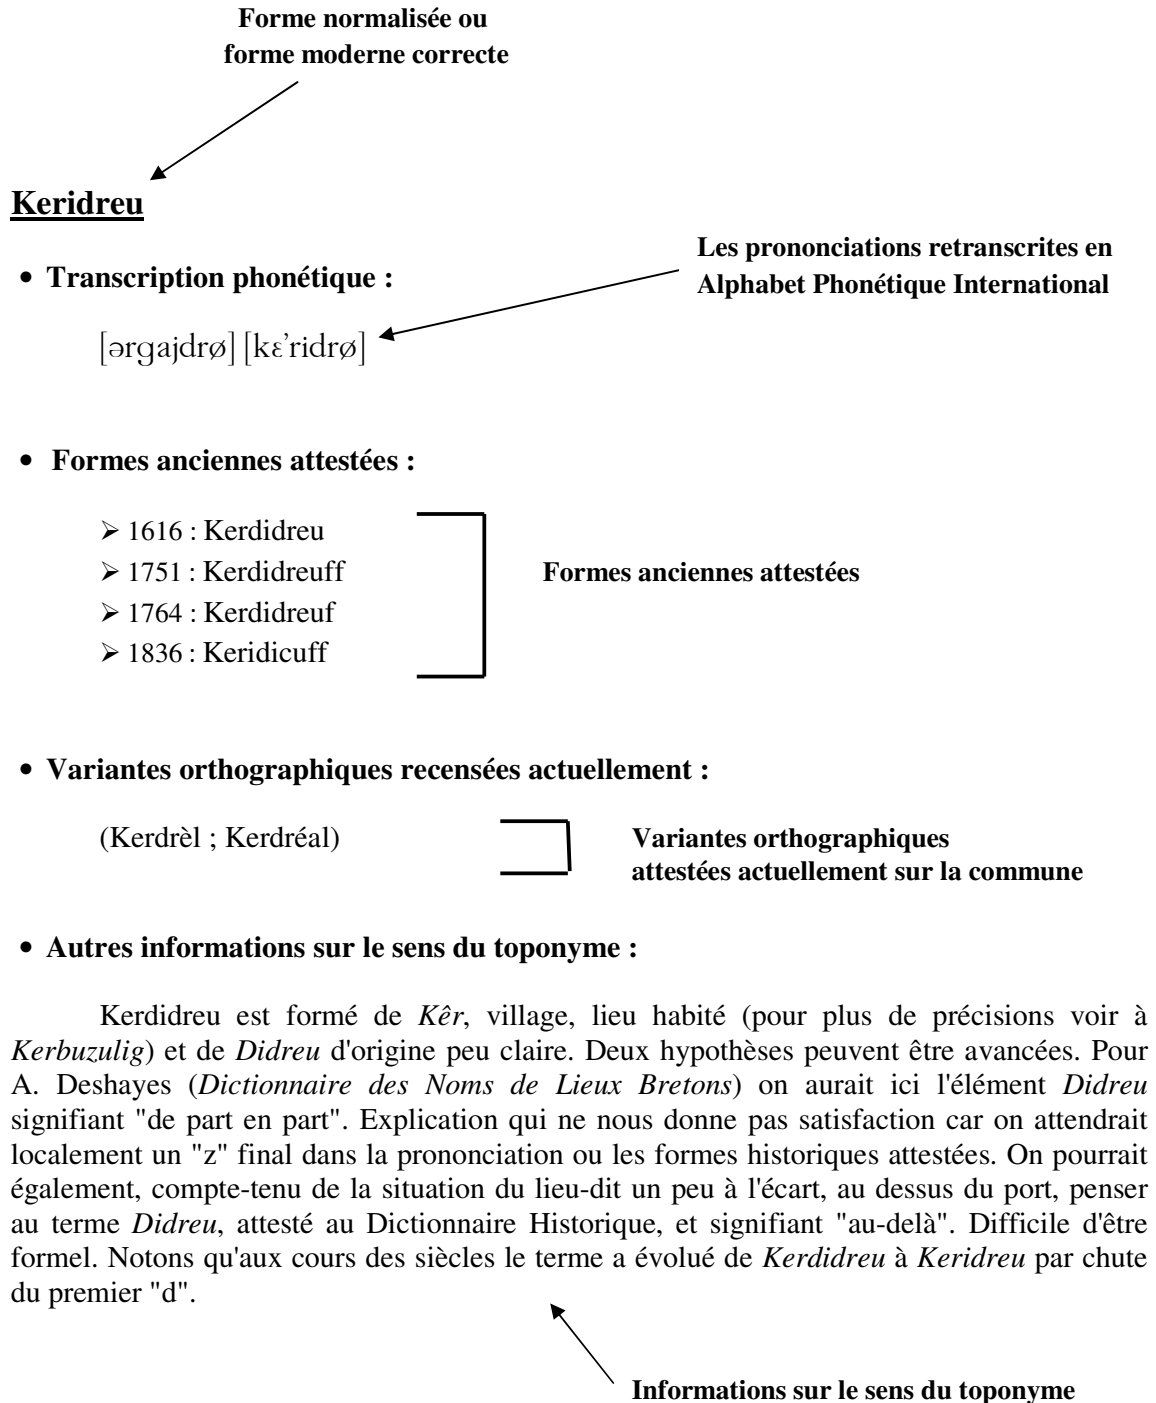 Forme normalisée ou
forme moderne correcte
Keridreu
Les prononciations retranscrites en
Alphabet Phonétique International
• Transcription phonétique :
[ərgajdrø] [kɛ'ridrø]
• Formes anciennes attestées :
➢ 1616 : Kerdidreu
➢ 1751 : Kerdidreuff
Formes anciennes attestées
➢ 1764 : Kerdidreuf
➢ 1836 : Keridicuff
• Variantes orthographiques recensées actuellement :
(Kerdrèl ; Kerdréal)
Variantes orthographiques
attestées actuellement sur la commune
• Autres informations sur le sens du toponyme :
Kerdidreu est formé de Kêr, village, lieu habité (pour plus de précisions voir à
Kerbuzulig) et de Didreu d'origine peu claire. Deux hypothèses peuvent être avancées. Pour
A. Deshayes (Dictionnaire des Noms de Lieux Bretons) on aurait ici l'élément Didreu
signifiant "de part en part". Explication qui ne nous donne pas satisfaction car on attendrait
localement un "z" final dans la prononciation ou les formes historiques attestées. On pourrait
également, compte-tenu de la situation du lieu-dit un peu à l'écart, au dessus du port, penser
au terme Didreu, attesté au Dictionnaire Historique, et signifiant "au-delà". Difficile d'être
formel. Notons qu'aux cours des siècles le terme a évolué de Kerdidreu à Keridreu par chute
du premier "d".
Informations sur le sens du toponyme